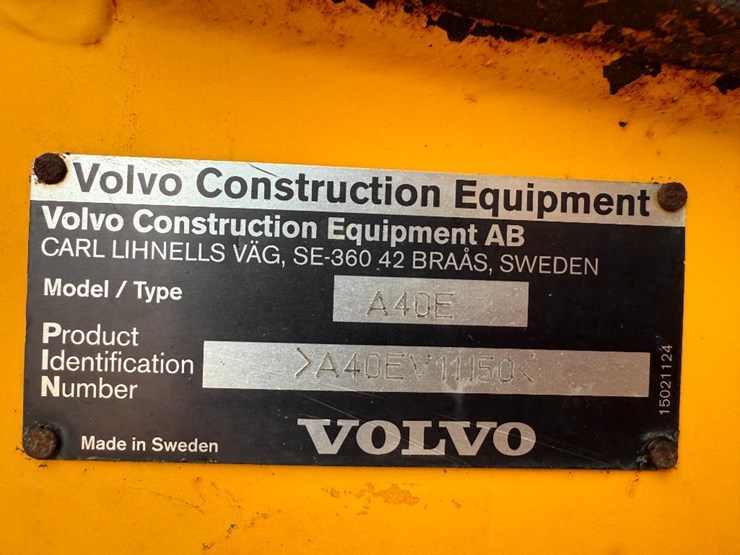 Volvo Construction Equipment
Volvo Construction Equipment AB
CARL LIHNELLS VÄG, SE-360 42 BRAÅS, SWEDEN
Model / Type
A40E
Product
Identification
Number
>A40EV11150<
15021124
Made in Sweden
VOLVO